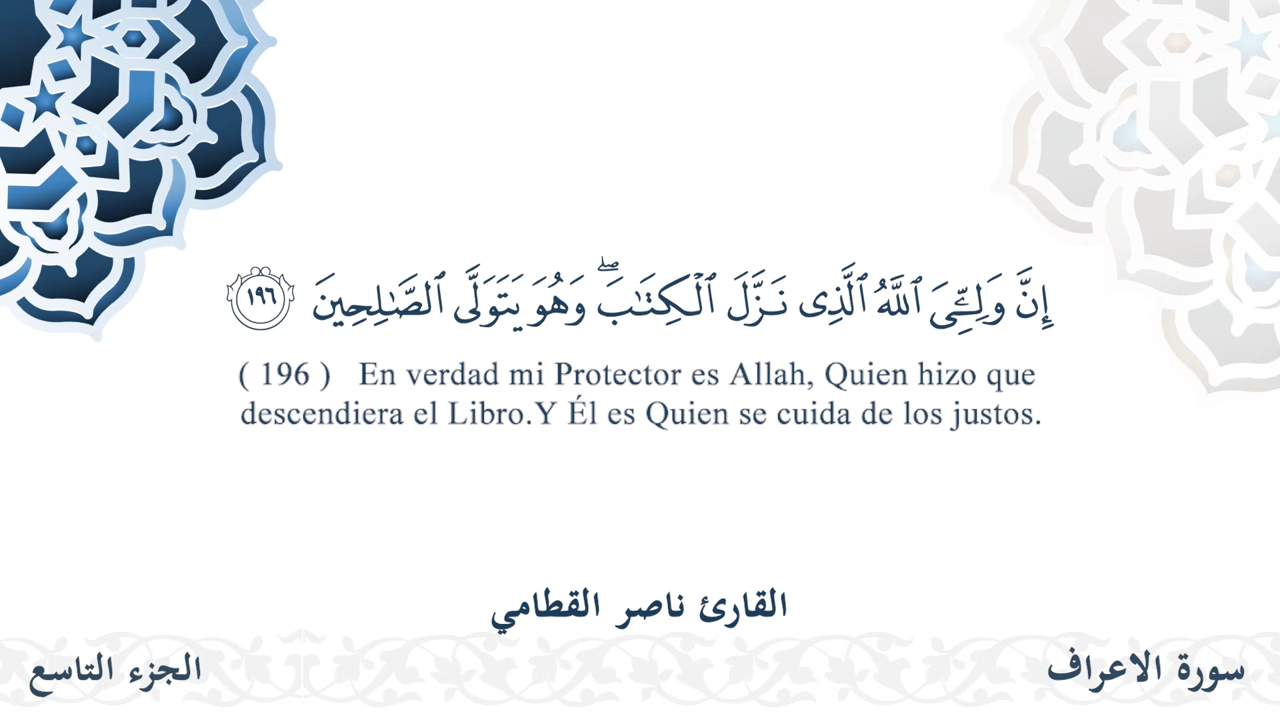 إِنَّ وَلِـِّۧيَ ٱللَّهُ ٱلَّذِى نَزَّلَ ٱلْكِتَٰبَ ۖ وَهُوَ يَتَوَلَّى ٱلصَّٰلِحِينَ ١٩٦
( 196 ) En verdad mi Protector es Allah, Quien hizo que
descendiera el Libro.Y Él es Quien se cuida de los justos.
القارئ ناصر القطامي
سورة الاعراف
الجزء التاسع